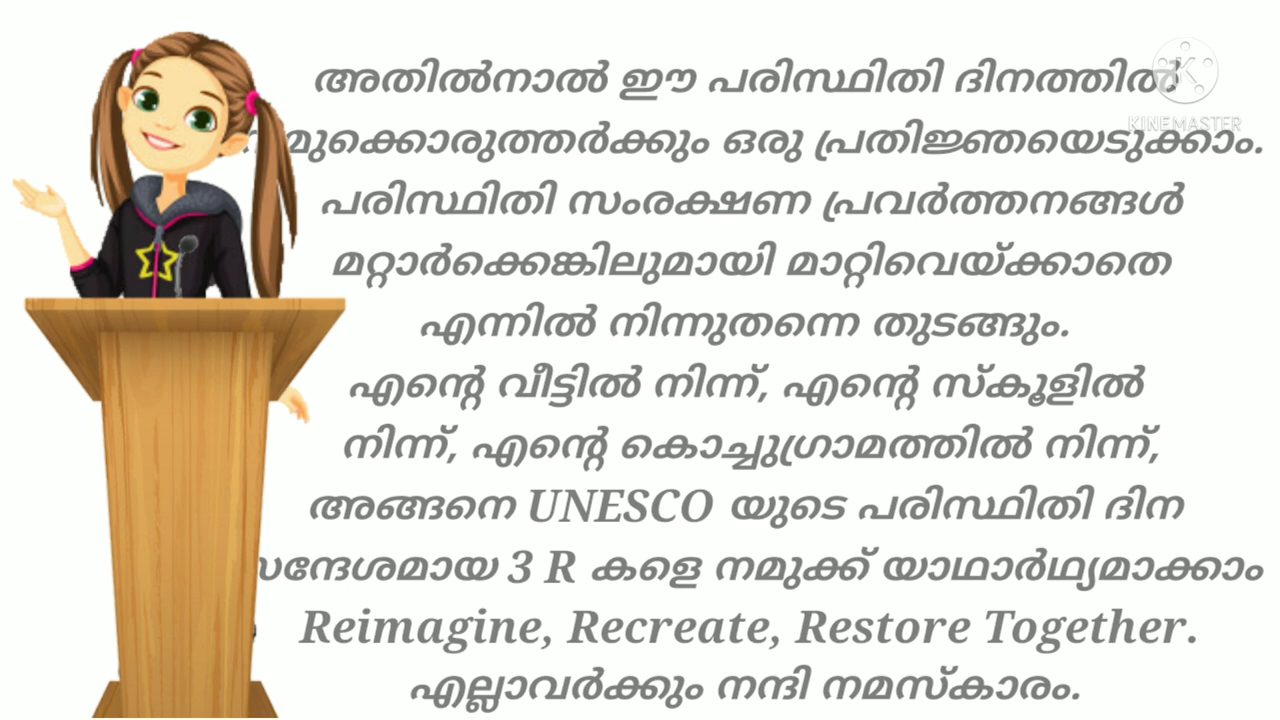 അതിൽനാൽ ഈ പരിസ്ഥിതി ദിനത്തിൽ
മുക്കൊരുത്തർക്കും ഒരു പ്രതിജ്ഞയെടുക്കാം.
പരിസ്ഥിതി സംരക്ഷണ പ്രവർത്തനങ്ങൾ
മറ്റാർക്കെങ്കിലുമായി മാറ്റിവെയ്ക്കാതെ
എന്നിൽ നിന്നുതന്നെ തുടങ്ങും.
എന്റെ വീട്ടിൽ നിന്ന്, എന്റെ സ്കൂളിൽ
നിന്ന്, എന്റെ കൊച്ചുഗ്രാമത്തിൽ നിന്ന്,
അങ്ങനെ UNESCO യുടെ പരിസ്ഥിതി ദിന
ന്ദേശമായ 3 R കളെ നമുക്ക് യാഥാർഥ്യമാക്കാം
Reimagine, Recreate, Restore Together.
എല്ലാവർക്കും നന്ദി നമസ്കാരം.
KINEMASTER